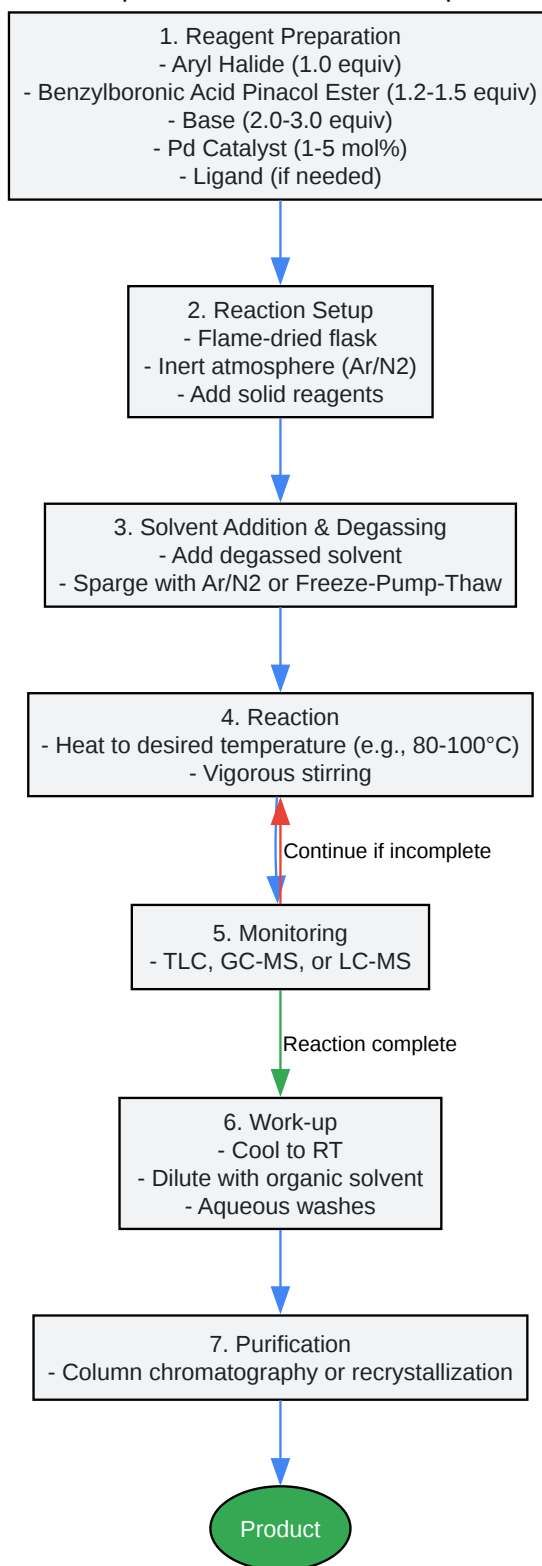 1. Reagent Preparation
- Aryl Halide (1.0 equiv)
- Benzylboronic Acid Pinacol Ester (1.2-1.5 equiv)
- Base (2.0-3.0 equiv)
- Pd Catalyst (1-5 mol%)
- Ligand (if needed)
2. Reaction Setup
- Flame-dried flask
- Inert atmosphere (Ar/N2)
- Add solid reagents
3. Solvent Addition & Degassing
- Add degassed solvent
- Sparge with Ar/N2 or Freeze-Pump-Thaw
4. Reaction
- Heat to desired temperature (e.g., 80-100°C)
- Vigorous stirring
Continue if incomplete
5. Monitoring
- TLC, GC-MS, or LC-MS
Reaction complete
6. Work-up
- Cool to RT
- Dilute with organic solvent
- Aqueous washes
7. Purification
- Column chromatography or recrystallization
Product